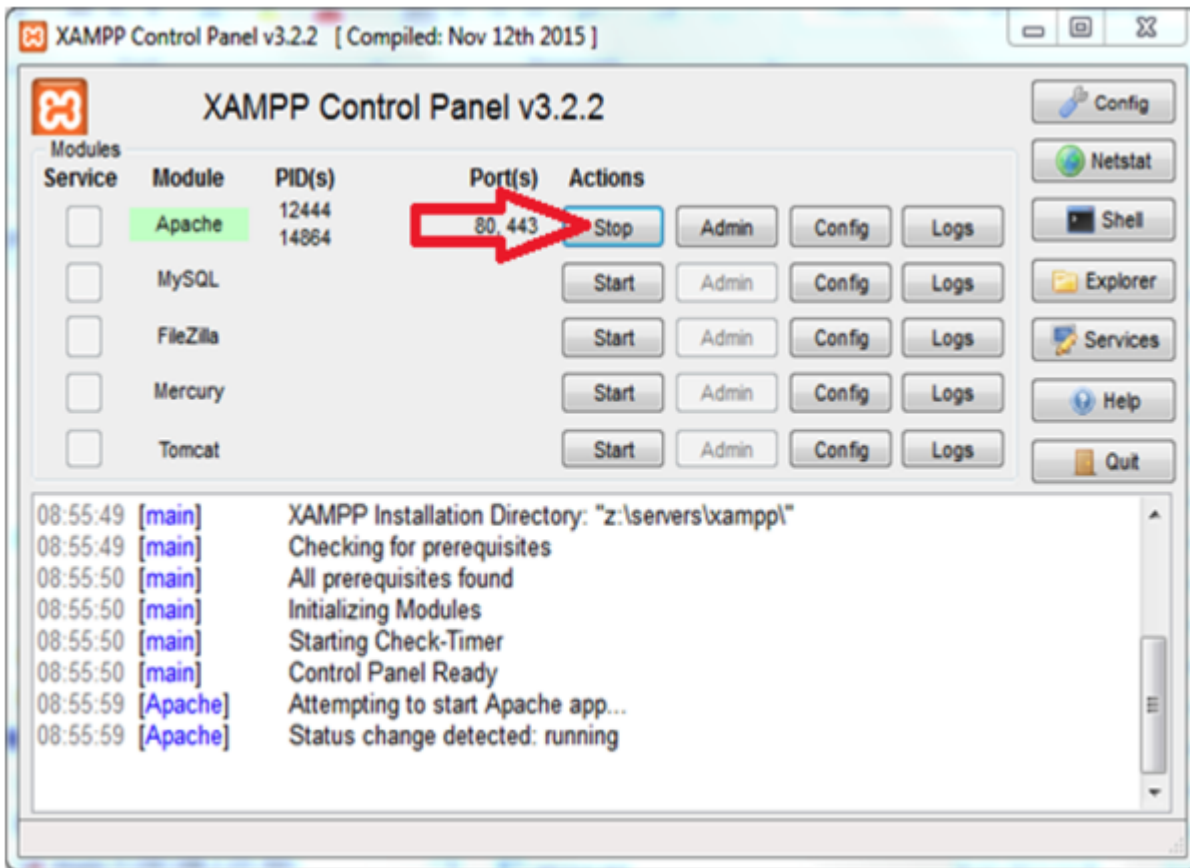 XAMPP Control Panel v3.2.2 [ Compiled: Nov 12th 2015 ]
XAMPP Control Panel v3.2.2
Config
Modules
Netstat
Service Module PID(s) Port(s) Actions
Apache 12444 14864 80, 443 Stop Admin Config Logs
Shell
MySQL Start Admin Config Logs
Explorer
FileZilla Start Admin Config Logs
Services
Mercury Start Admin Config Logs
Help
Tomcat Start Admin Config Logs
Quit
08:55:49 [main] XAMPP Installation Directory: "z:\servers\xampp\"
08:55:49 [main] Checking for prerequisites
08:55:50 [main] All prerequisites found
08:55:50 [main] Initializing Modules
08:55:50 [main] Starting Check-Timer
08:55:50 [main] Control Panel Ready
08:55:59 [Apache] Attempting to start Apache app...
08:55:59 [Apache] Status change detected: running